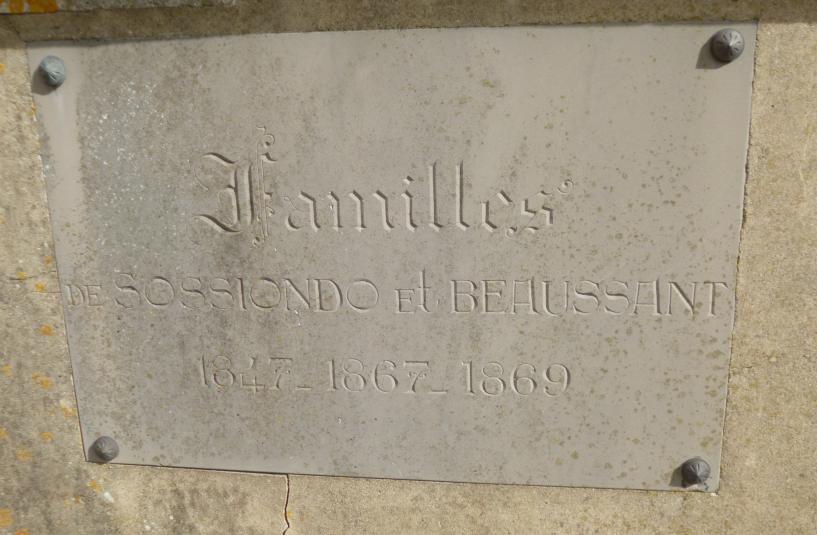 Familles
DE SOSSIONDO et BEAUSSANT
1847_1867_1869